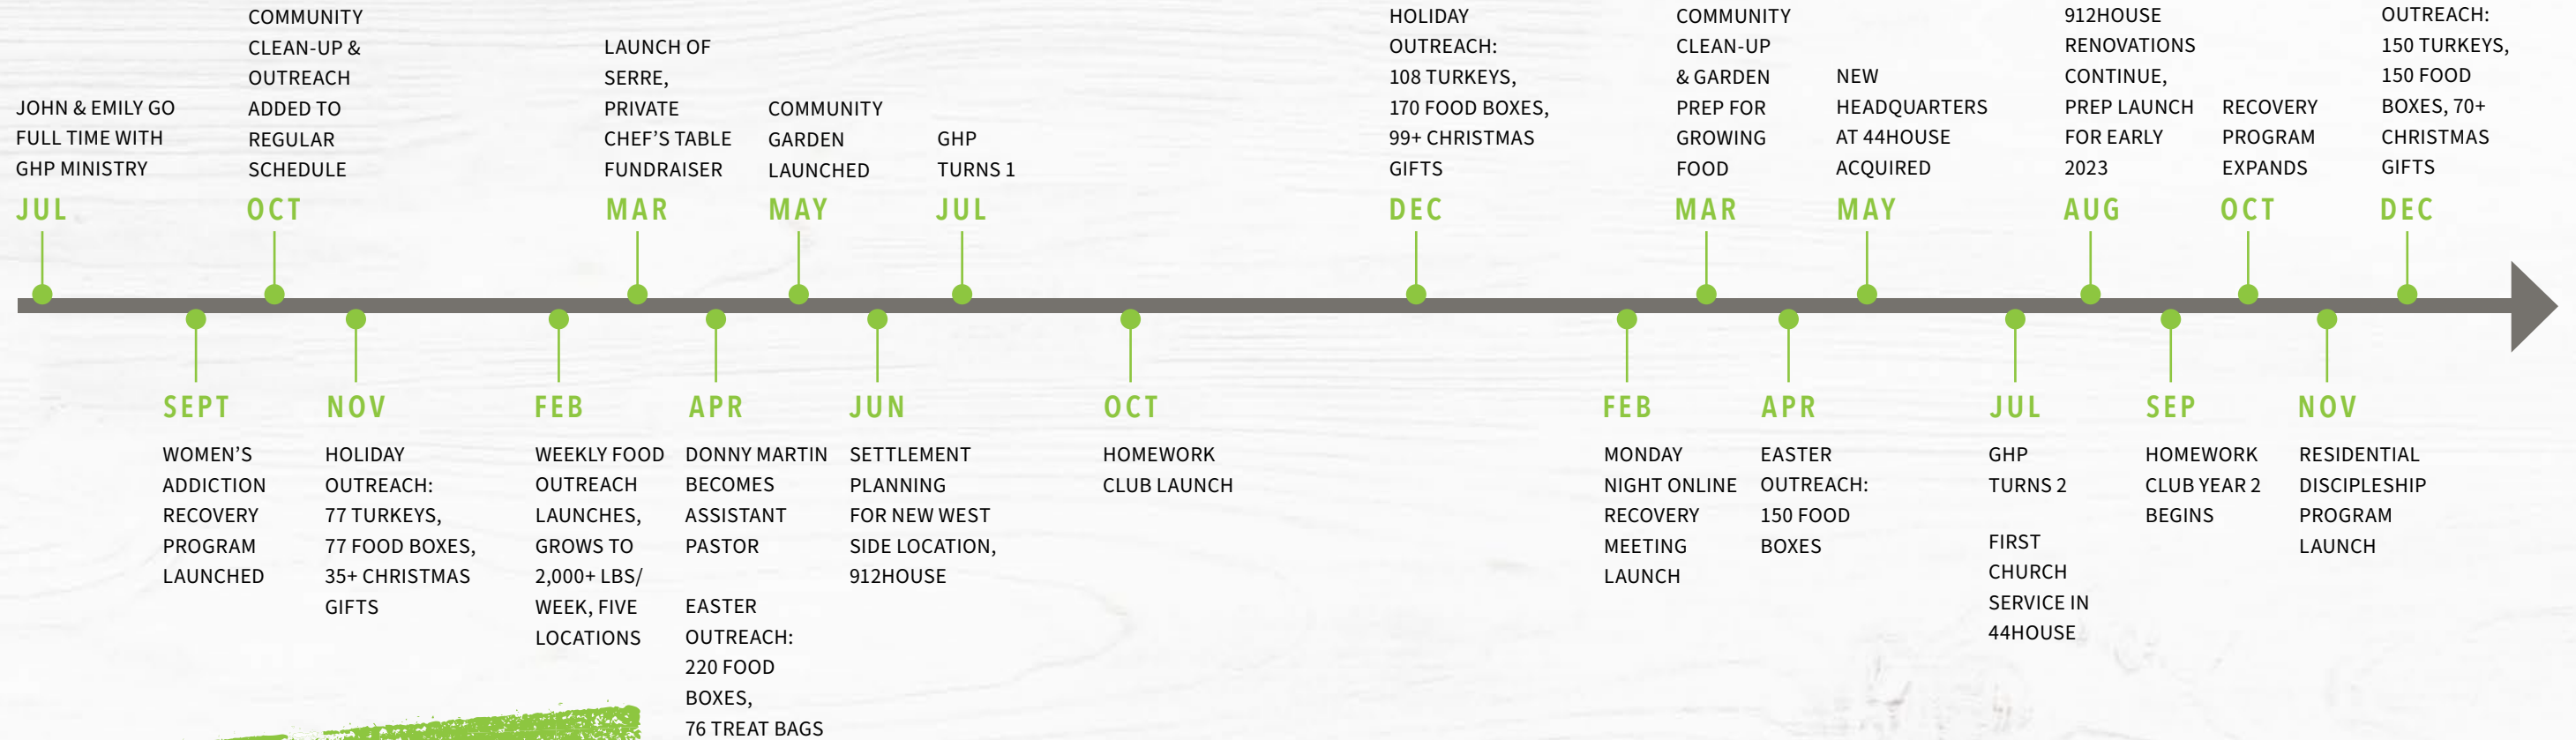 JOHN & EMILY GO
FULL TIME WITH
GHP MINISTRY
JUL
SEPT
WOMEN’S
ADDICTION
RECOVERY
PROGRAM
LAUNCHED
COMMUNITY
CLEAN-UP &
OUTREACH
ADDED TO
REGULAR
SCHEDULE
OCT
NOV
HOLIDAY
OUTREACH:
77 TURKEYS,
77 FOOD BOXES,
35+ CHRISTMAS
GIFTS
FEB
WEEKLY FOOD
OUTREACH
LAUNCHES,
GROWS TO
2,000+ LBS/
WEEK, FIVE
LOCATIONS
LAUNCH OF
SERRE,
PRIVATE
CHEF’S TABLE
FUNDRAISER
MAR
APR
DONNY MARTIN
BECOMES
ASSISTANT
PASTOR
EASTER
OUTREACH:
220 FOOD
BOXES,
76 TREAT BAGS
COMMUNITY
GARDEN
LAUNCHED
MAY
JUN
SETTLEMENT
PLANNING
FOR NEW WEST
SIDE LOCATION,
912HOUSE
GHP
TURNS 1
JUL
OCT
HOMEWORK
CLUB LAUNCH
HOLIDAY
OUTREACH:
108 TURKEYS,
170 FOOD BOXES,
99+ CHRISTMAS
GIFTS
DEC
FEB
MONDAY
NIGHT ONLINE
RECOVERY
MEETING
LAUNCH
COMMUNITY
CLEAN-UP
& GARDEN
PREP FOR
GROWING
FOOD
MAR
APR
EASTER
OUTREACH:
150 FOOD
BOXES
NEW
HEADQUARTERS
AT 44HOUSE
ACQUIRED
MAY
JUL
GHP
TURNS 2
FIRST
CHURCH
SERVICE IN
44HOUSE
912HOUSE
RENOVATIONS
CONTINUE,
PREP LAUNCH
FOR EARLY
2023
AUG
SEP
HOMEWORK
CLUB YEAR 2
BEGINS
RECOVERY
PROGRAM
EXPANDS
OCT
NOV
RESIDENTIAL
DISCIPLESHIP
PROGRAM
LAUNCH
OUTREACH:
150 TURKEYS,
150 FOOD
BOXES, 70+
CHRISTMAS
GIFTS
DEC